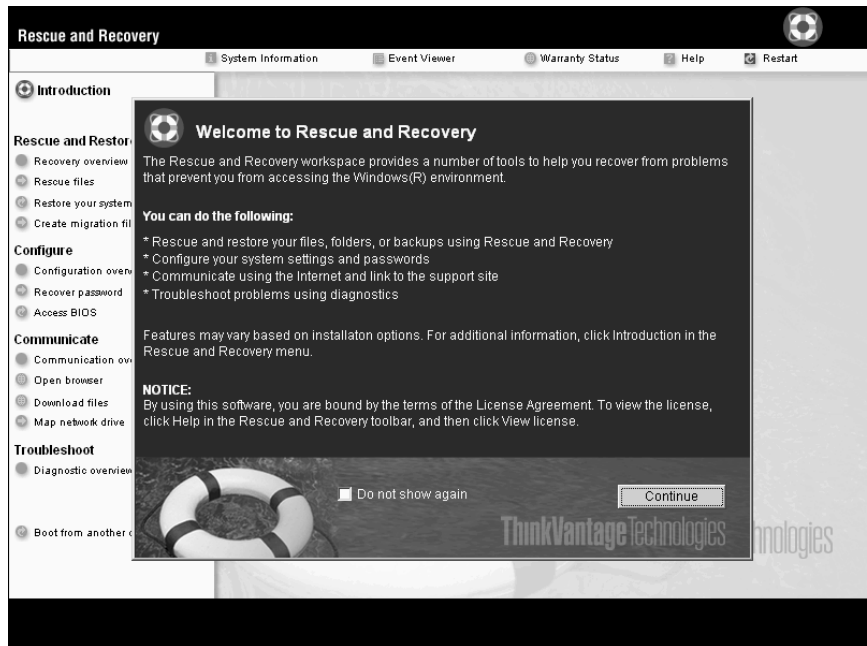 Rescue and Recovery
System Information
Event Viewer
Warranty Status
Help
Restart
Introduction
Rescue and Restor
Recovery overview
Rescue files
Restore your system
Create migration fil
Configure
Configuration overv
Recover password
Access BIOS
Communicate
Communication ov
Open browser
Download files
Map network drive
Troubleshoot
Diagnostic overview
Boot from another
Welcome to Rescue and Recovery
The Rescue and Recovery workspace provides a number of tools to help you recover from problems
that prevent you from accessing the Windows(R) environment.
You can do the following:
* Rescue and restore your files, folders, or backups using Rescue and Recovery
* Configure your system settings and passwords
* Communicate using the Internet and link to the support site
* Troubleshoot problems using diagnostics
Features may vary based on installaton options. For additional information, click Introduction in the
Rescue and Recovery menu.
NOTICE:
By using this software, you are bound by the terms of the License Agreement. To view the license,
click Help in the Rescue and Recovery toolbar, and then click View license.
Do not show again
Continue
ThinkVantage Technologies
hnologies